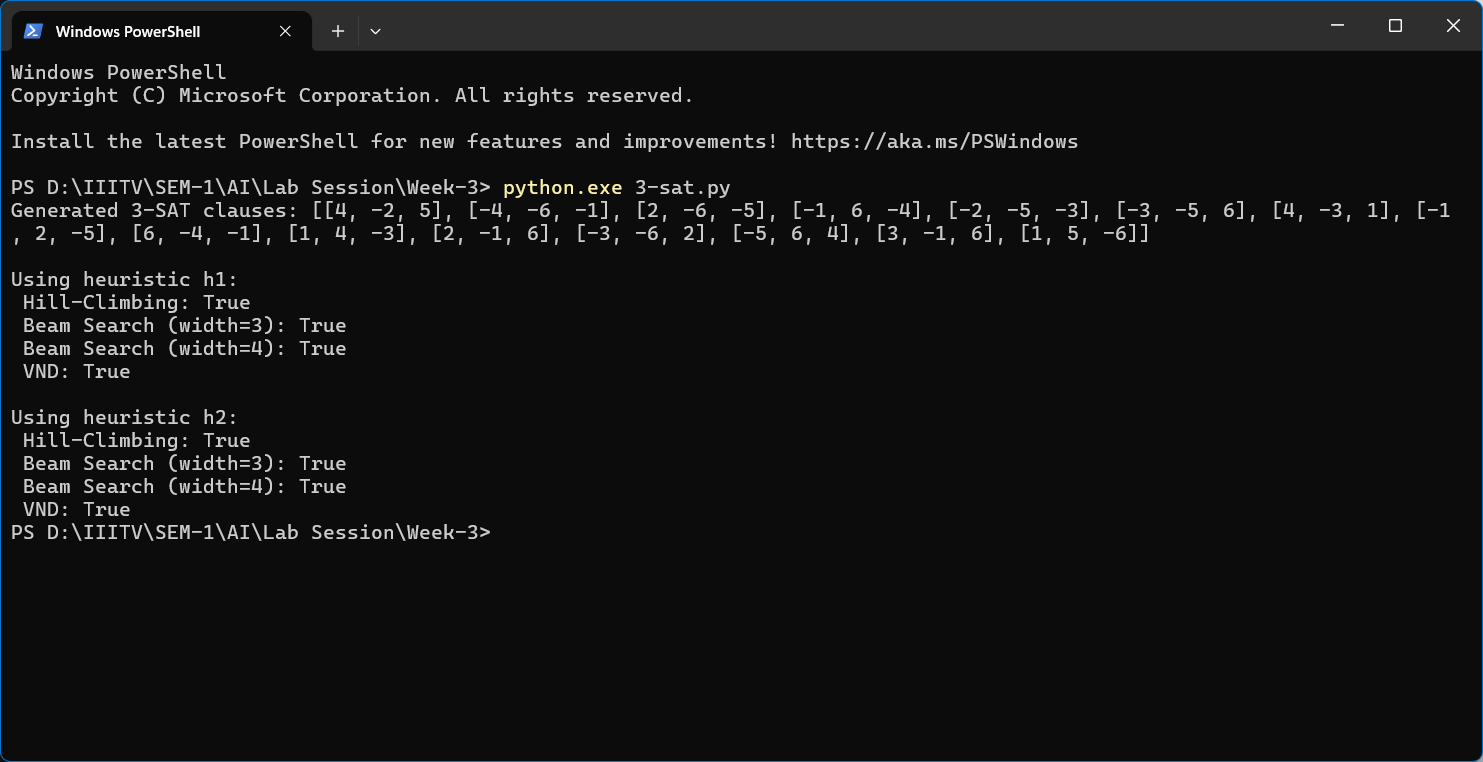 Windows PowerShell
Windows PowerShell
Copyright (C) Microsoft Corporation. All rights reserved.
Install the latest PowerShell for new features and improvements! https://aka.ms/PSWindows
PS D:\IIITV\SEM-1\AI\Lab Session\Week-3> python.exe 3-sat.py
Generated 3-SAT clauses: [[4, -2, 5], [-4, -6, -1], [2, -6, -5], [-1, 6, -4], [-2, -5, -3], [-3, -5, 6], [4, -3, 1], [-1
, 2, -5], [6, -4, -1], [1, 4, -3], [2, -1, 6], [-3, -6, 2], [-5, 6, 4], [3, -1, 6], [1, 5, -6]]
Using heuristic h1:
Hill-Climbing: True
Beam Search (width=3): True
Beam Search (width=4): True
VND: True
Using heuristic h2:
Hill-Climbing: True
Beam Search (width=3): True
Beam Search (width=4): True
VND: True
PS D:\IIITV\SEM-1\AI\Lab Session\Week-3>